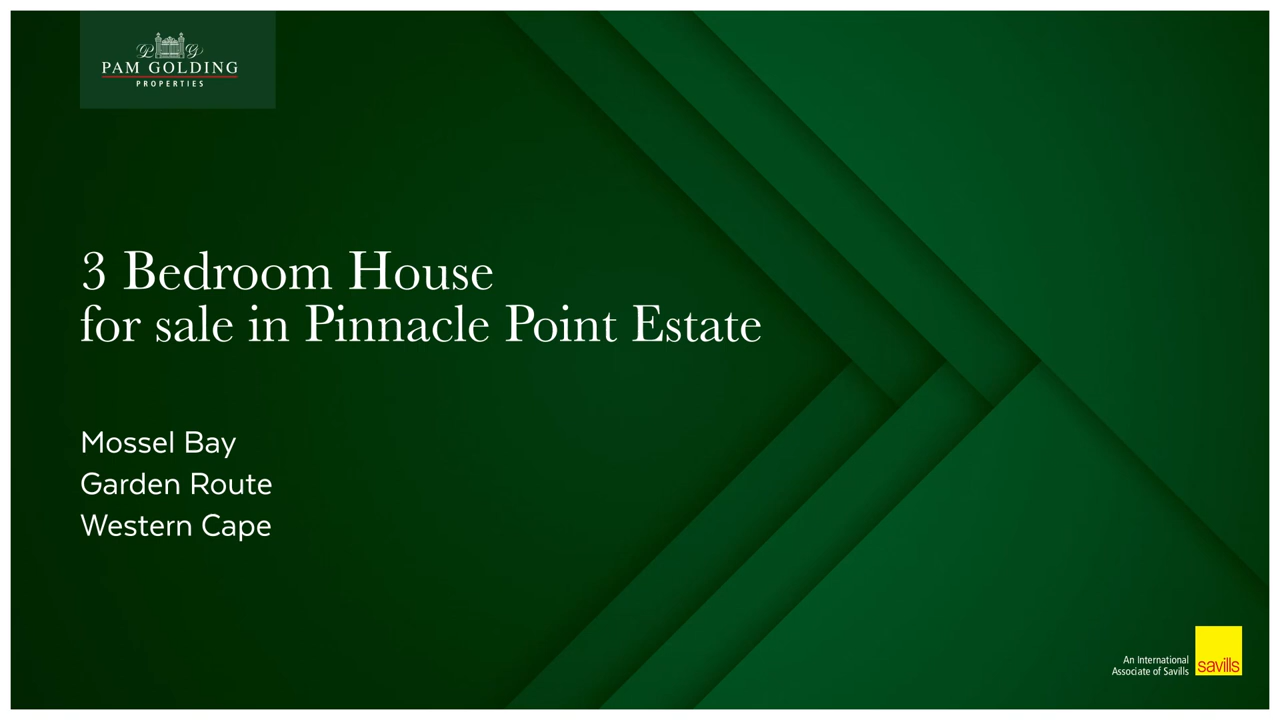 PG
PAM GOLDING
PROPERTIES
3 Bedroom House
for sale in Pinnacle Point Estate
Mossel Bay
Garden Route
Western Cape
An International
Associate of Savills
savills